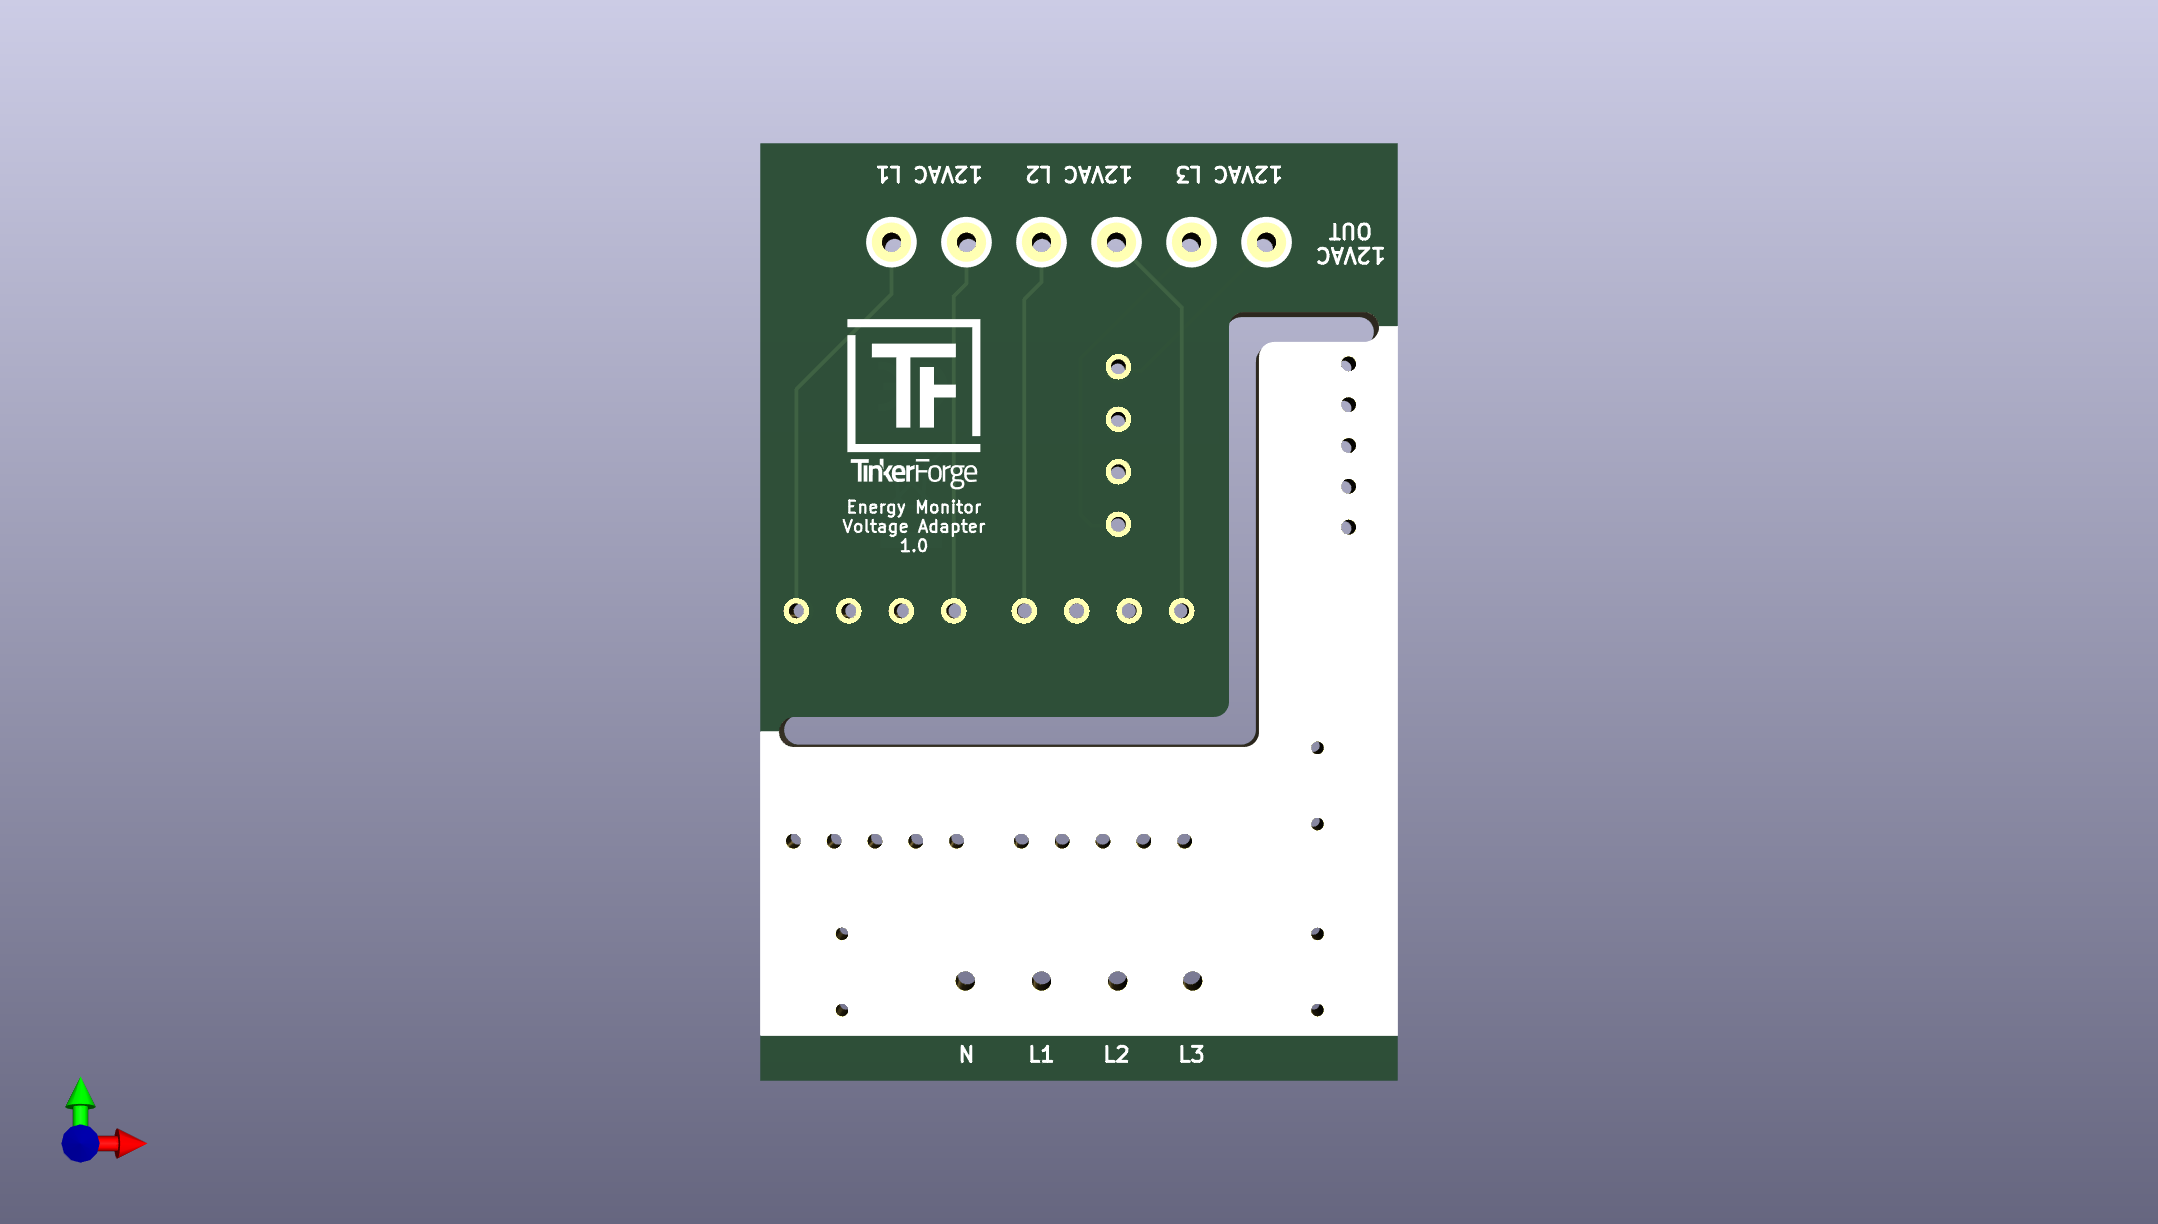 12VAC L1 12VAC L2 12VAC L3
12VAC
OUT
TinkerForge
Energy Monitor
Voltage Adapter
1.0
N L1 L2 L3